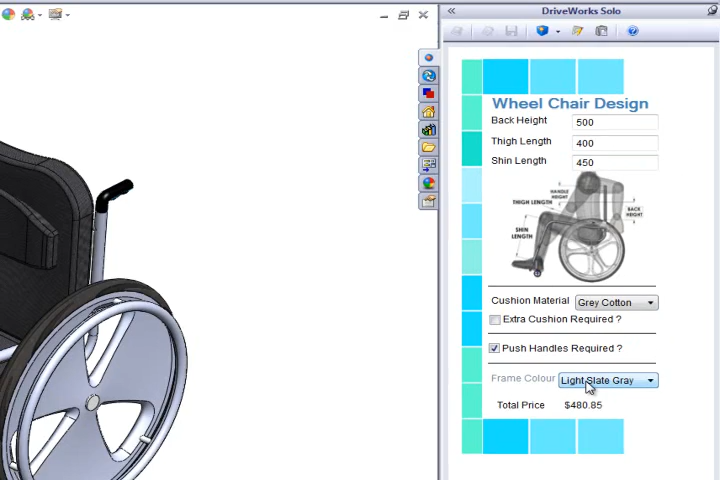 DriveWorks Solo
Wheel Chair Design
Back Height 500
Thigh Length 400
Shin Length 450
HANDLE HEIGHT
THIGH LENGTH
BACK HEIGHT
SHIN LENGTH
Cushion Material Grey Cotton
Extra Cushion Required ?
Push Handles Required ?
Frame Colour Light Slate Gray
Total Price $480.85